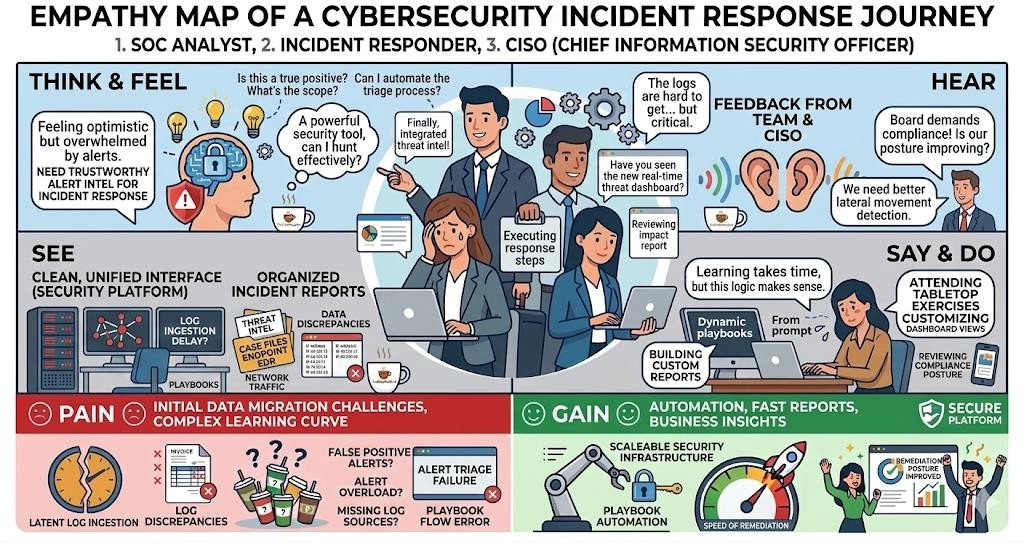 EMPATHY MAP OF A CYBERSECURITY INCIDENT RESPONSE JOURNEY
1. SOC ANALYST, 2. INCIDENT RESPONDER, 3. CISO (CHIEF INFORMATION SECURITY OFFICER)
THINK & FEEL
Is this a true positive?
What's the scope?
Can I automate the
triage process?
Feeling optimistic
but overwhelmed
by alerts.
NEED TRUSTWORTHY
ALERT INTEL FOR
INCIDENT RESPONSE
A powerful
security tool,
can I hunt
effectively?
Finally,
integrated
threat intel!
The logs
are hard to
get... but
critical.
Have you seen
the new real-time
threat dashboard?
Executing
response
steps
Reviewing
impact
report
HEAR
FEEDBACK FROM
TEAM &
CISO
Board demands
compliance! Is our
posture improving?
We need better
lateral movement
detection.
SEE
CLEAN, UNIFIED INTERFACE
(SECURITY PLATFORM)
LOG
INGESTION
DELAY?
PLAYBOOKS
ORGANIZED
INCIDENT REPORTS
THREAT
INTEL
CASE FILES
ENDPOINT
EDR
NETWORK
TRAFFIC
DATA
DISCREPANCIES
SAY & DO
Learning takes time,
but this logic makes sense.
Dynamic
playbooks
From
prompt
BUILDING
CUSTOM
REPORTS
ATTENDING
TABLETOP
EXERCISES
CUSTOMIZING
DASHBOARD VIEWS
REVIEWING
COMPLIANCE
POSTURE
PAIN
INITIAL DATA MIGRATION CHALLENGES,
COMPLEX LEARNING CURVE
LATENT LOG INGESTION
INVOICE
LOG
DISCREPANCIES
? ? ?
FALSE POSITIVE
ALERTS?
ALERT
OVERLOAD?
MISSING LOG
SOURCES?
ALERT TRIAGE
FAILURE
PLAYBOOK
FLOW ERROR
GAIN
AUTOMATION, FAST REPORTS,
BUSINESS INSIGHTS
SECURE
PLATFORM
SCALEABLE SECURITY
INFRASTRUCTURE
PLAYBOOK
AUTOMATION
SPEED OF REMEDIATION
REMEDIATION
POSTURE
IMPROVED